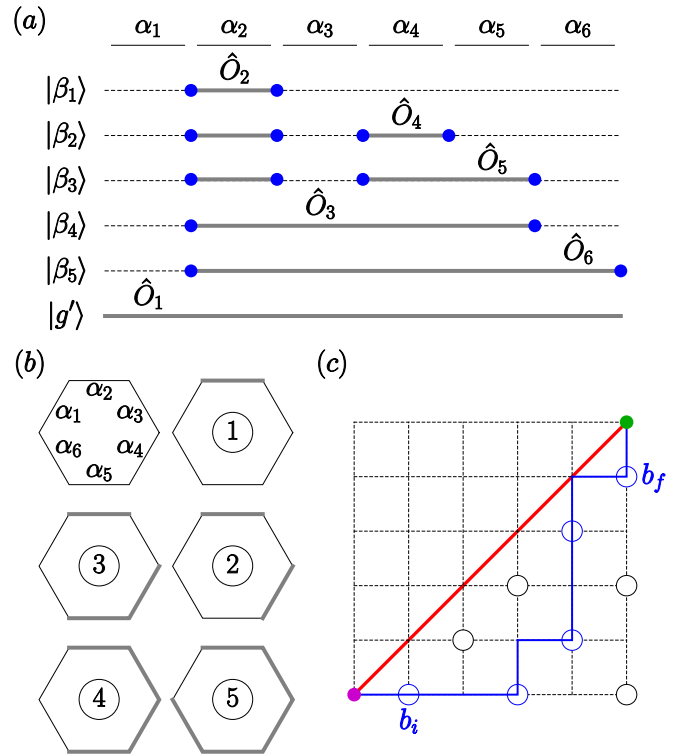 (a)
α₁ α₂ α₃ α₄ α₅ α₆
Ô₂
|β₁⟩
Ô₄
|β₂⟩
Ô₅
|β₃⟩
Ô₃
|β₄⟩
Ô₆
|β₅⟩
Ô₁
|g′⟩
(b)
α₂
α₁ α₃
α₆ α₄
α₅
1
3 2
4 5
(c)
b_f
b_i